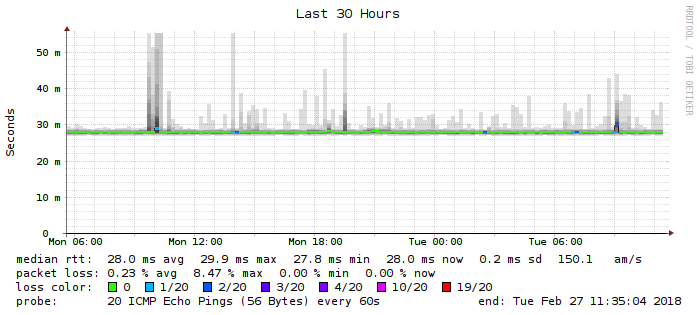 Last 30 Hours
RRDTOOL / TOBI OETIKER
Seconds
50 m
40 m
30 m
20 m
10 m
0
Mon 06:00 Mon 12:00 Mon 18:00 Tue 00:00 Tue 06:00
median rtt: 28.0 ms avg 29.9 ms max 27.8 ms min 28.0 ms now 0.2 ms sd 150.1 am/s
packet loss: 0.23 % avg 8.47 % max 0.00 % min 0.00 % now
loss color: 0 1/20 2/20 3/20 4/20 10/20 19/20
probe: 20 ICMP Echo Pings (56 Bytes) every 60s end: Tue Feb 27 11:35:04 2018